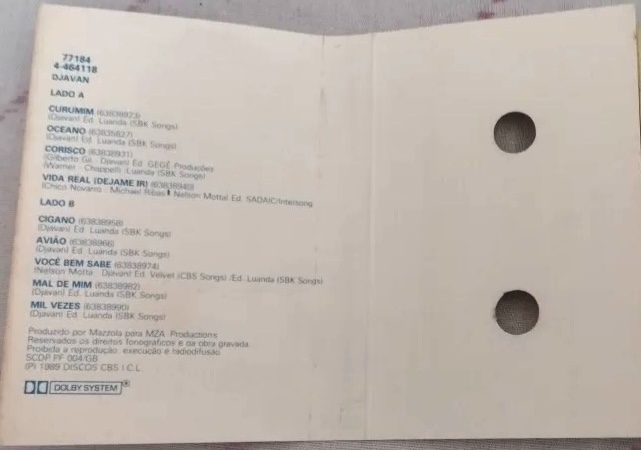 77184
4-464118
DJAVAN
LADO A
CURUMIM (63838923)
(Djavan) Ed. Luanda (SBK Songs)
OCEANO (63835627)
(Djavan) Ed. Luanda (SBK Songs)
CORISCO (63838931)
(Gilberto Gil - Djavan) Ed. GEGÊ Produções
(Warner - Chappell) /Luanda (SBK Songs)
VIDA REAL (DEJAME IR) (63838940)
(Chico Novarro - Michael Ribas Nelson Motta) Ed. SADAIC/Intersong
LADO B
CIGANO (63838958)
(Djavan) Ed. Luanda (SBK Songs)
AVIÃO (63838966)
(Djavan) Ed. Luanda (SBK Songs)
VOCÊ BEM SABE (63838974)
(Nelson Motta - Djavan) Ed. Velvet (CBS Songs) /Ed. Luanda (SBK Songs)
MAL DE MIM (63838982)
(Djavan) Ed. Luanda (SBK Songs)
MIL VEZES (63838990)
(Djavan) Ed. Luanda (SBK Songs)
Produzido por Mazzola para MZA Productions
Reservados os direitos fonográficos e da obra gravada.
Proibida a reprodução execução e radiodifusão
SCDP PF 004/GB
(P) 1989 DISCOS CBS I.C.L.
DOLBY SYSTEM®